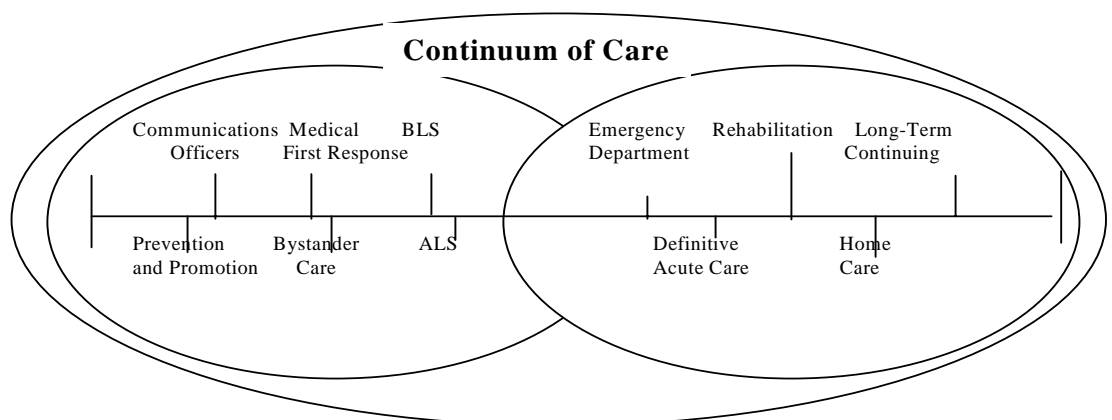 Continuum of Care
Communications Officers
Medical First Response
BLS
Emergency Department
Rehabilitation
Long-Term Continuing
Prevention and Promotion
Bystander Care
ALS
Definitive Acute Care
Home Care